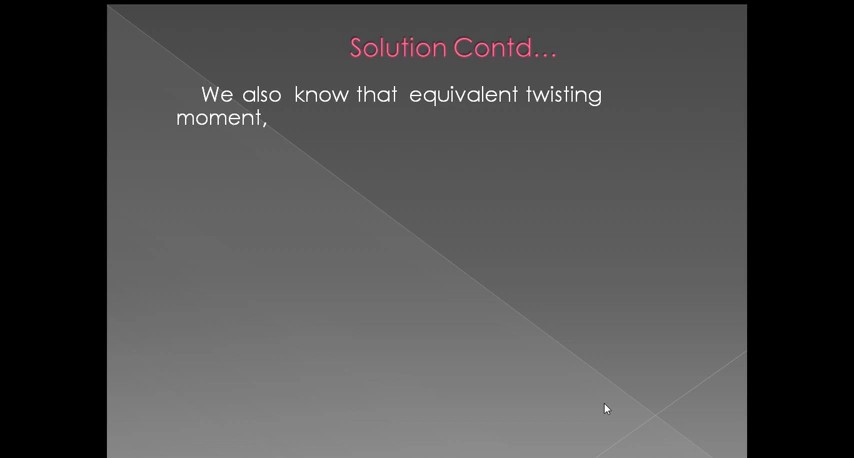 Solution Contd...
We also know that equivalent twisting
moment,